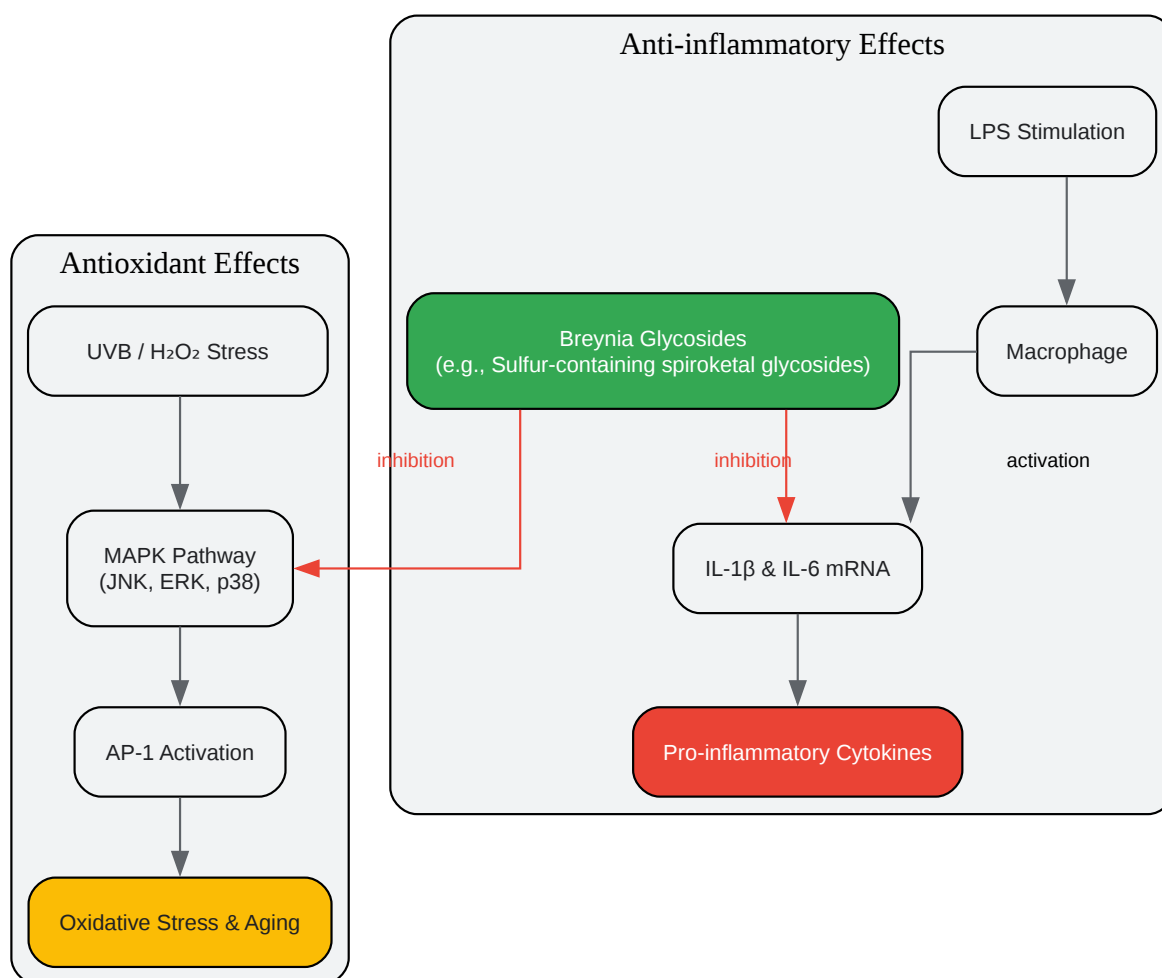 Anti-inflammatory Effects
LPS Stimulation
Antioxidant Effects
UVB / H₂O₂ Stress
Breynia Glycosides
(e.g., Sulfur-containing spiroketal glycosides)
Macrophage
inhibition
inhibition
activation
MAPK Pathway
(JNK, ERK, p38)
IL-1β & IL-6 mRNA
AP-1 Activation
Pro-inflammatory Cytokines
Oxidative Stress & Aging